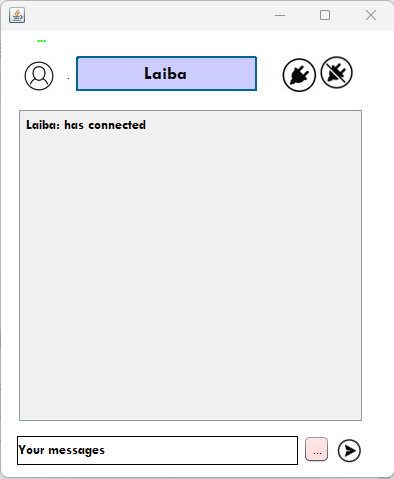 ...
Laiba
Laiba: has connected
Your messages
...